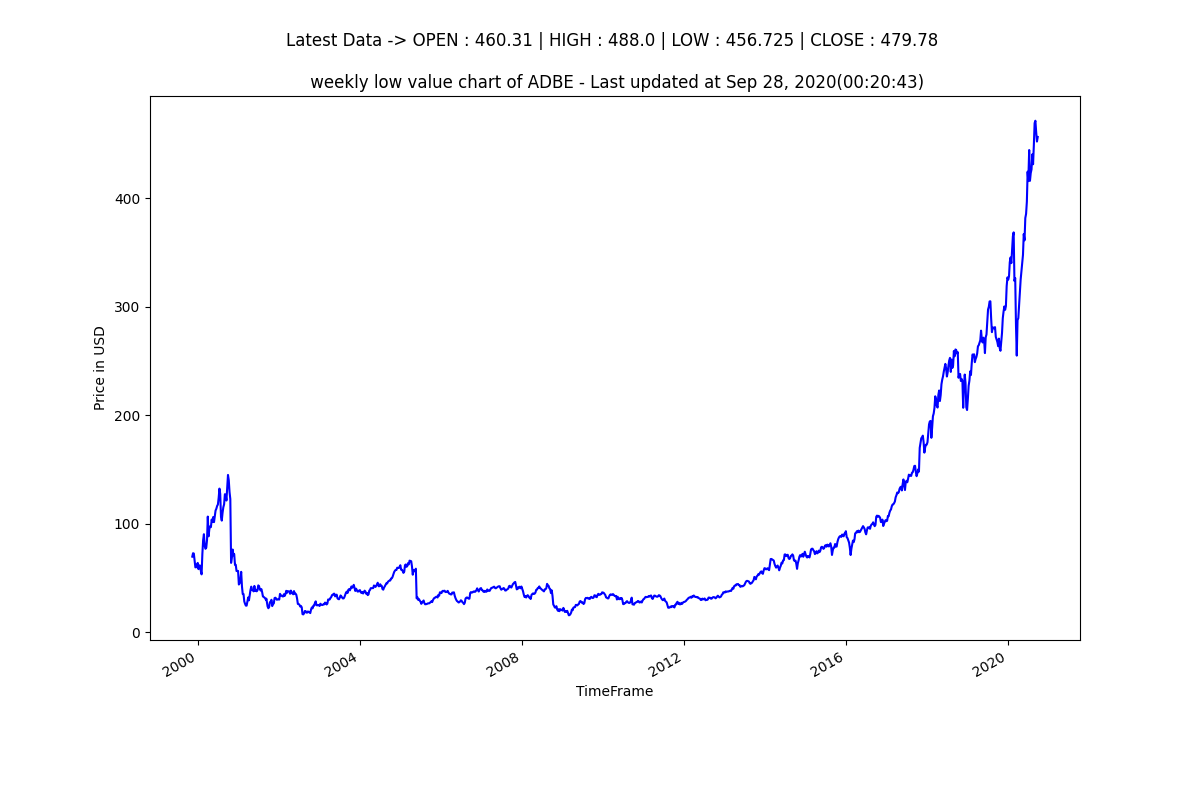 Latest Data -> OPEN : 460.31 | HIGH : 488.0 | LOW : 456.725 | CLOSE : 479.78
weekly low value chart of ADBE - Last updated at Sep 28, 2020(00:20:43)
400
300
200
100
0
Price in USD
2000
2004
2008
2012
2016
2020
TimeFrame